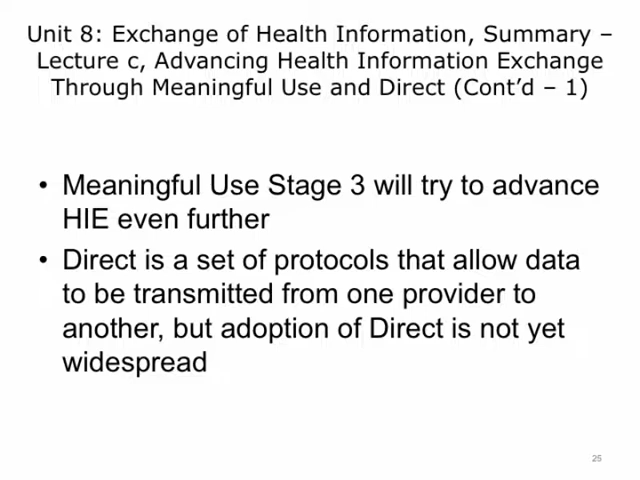 Unit 8: Exchange of Health Information, Summary –
Lecture c, Advancing Health Information Exchange
Through Meaningful Use and Direct (Cont’d – 1)
• Meaningful Use Stage 3 will try to advance
HIE even further
• Direct is a set of protocols that allow data
to be transmitted from one provider to
another, but adoption of Direct is not yet
widespread
25